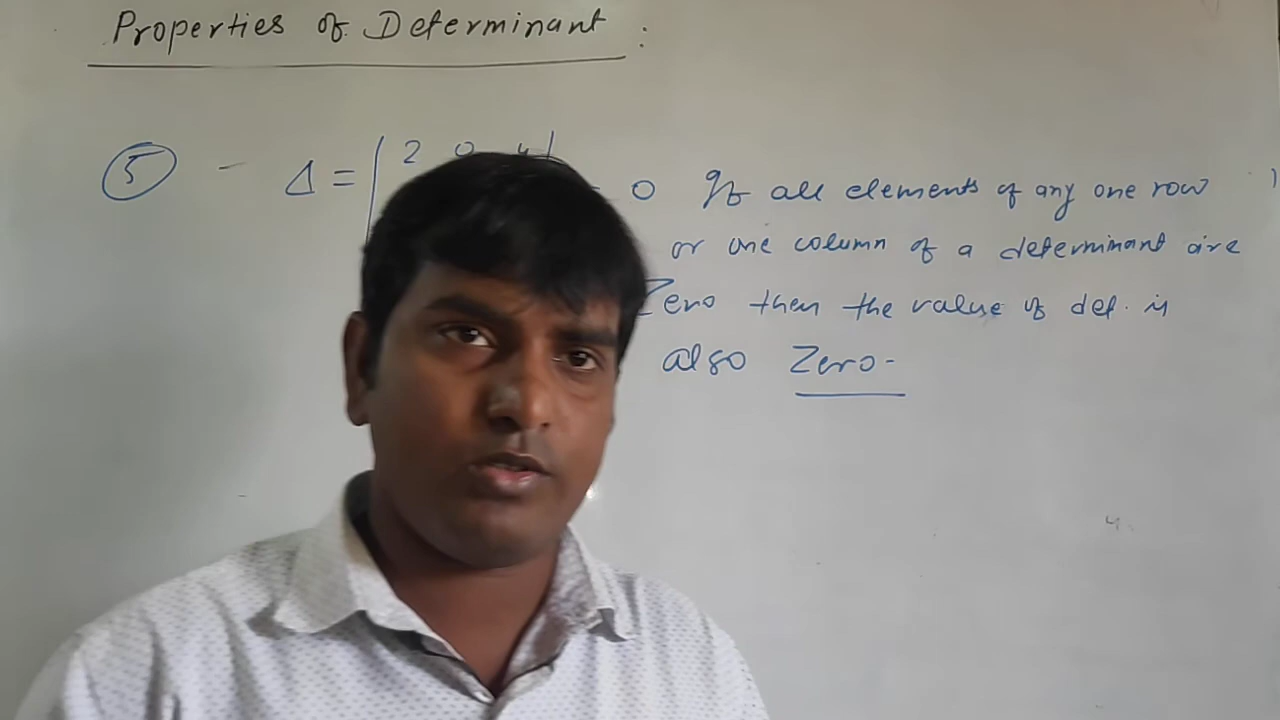 Properties of Determinant :
5 - Δ = | 2 0 4 | = 0 If all elements of any one row
or one column of a determinant are
Zero then the value of det. is
also Zero-